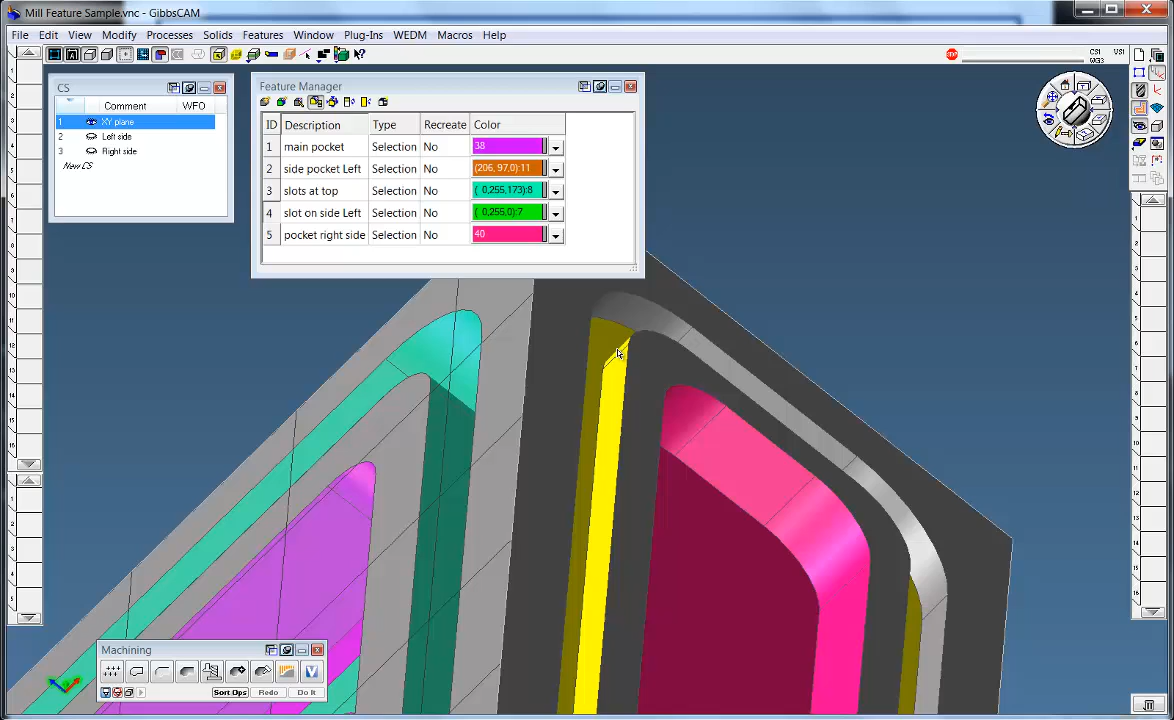 Mill Feature Sample.vnc - GibbsCAM
File Edit View Modify Processes Solids Features Window Plug-Ins WEDM Macros Help
CS1 VS1
WG3
CS
Comment WFO
1 XY plane
2 Left side
3 Right side
New CS
Feature Manager
ID Description Type Recreate Color
1 main pocket Selection No 38
2 side pocket Left Selection No (206, 97,0):11
3 slots at top Selection No ( 0,255,173):8
4 slot on side Left Selection No ( 0,255,0):7
5 pocket right side Selection No 40
Machining
Sort Ops Redo Do It